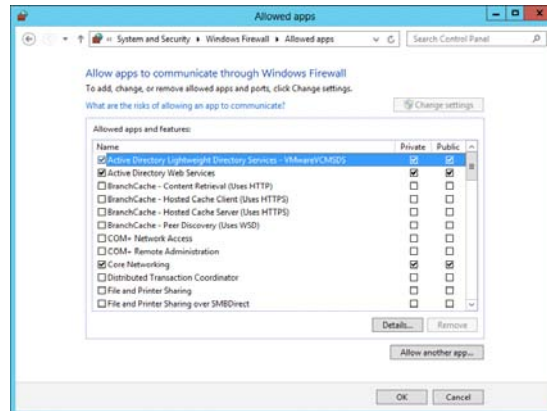 Allowed apps
« System and Security ▸ Windows Firewall ▸ Allowed apps
Search Control Panel
Allow apps to communicate through Windows Firewall
To add, change, or remove allowed apps and ports, click Change settings.
What are the risks of allowing an app to communicate?
Change settings
Allowed apps and features:
Name Private Public
Active Directory Lightweight Directory Services - VMwareVCMSDS
Active Directory Web Services
BranchCache - Content Retrieval (Uses HTTP)
BranchCache - Hosted Cache Client (Uses HTTPS)
BranchCache - Hosted Cache Server (Uses HTTPS)
BranchCache - Peer Discovery (Uses WSD)
COM+ Network Access
COM+ Remote Administration
Core Networking
Distributed Transaction Coordinator
File and Printer Sharing
File and Printer Sharing over SMBDirect
Details...
Remove
Allow another app...
OK
Cancel